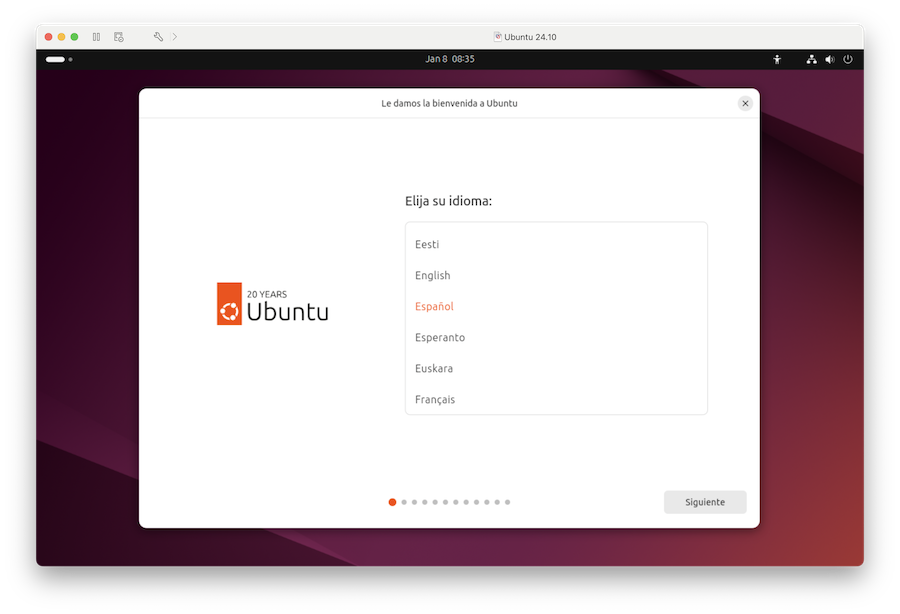 Ubuntu 24.10
Jan 8 08:35
Le damos la bienvenida a Ubuntu
Elija su idioma:
Eesti
English
Español
Esperanto
Euskara
Français
20 YEARS
Ubuntu
Siguiente